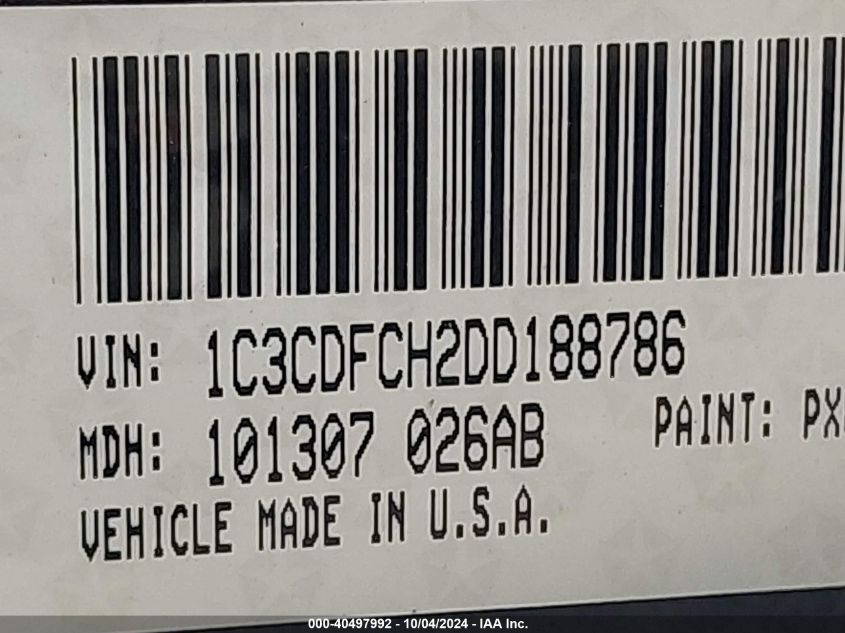 VIN: 1C3CDFCH2DD188786
MDH: 101307 026AB PAINT: PX
VEHICLE MADE IN U.S.A.
000-40497992 - 10/04/2024 - IAA Inc.